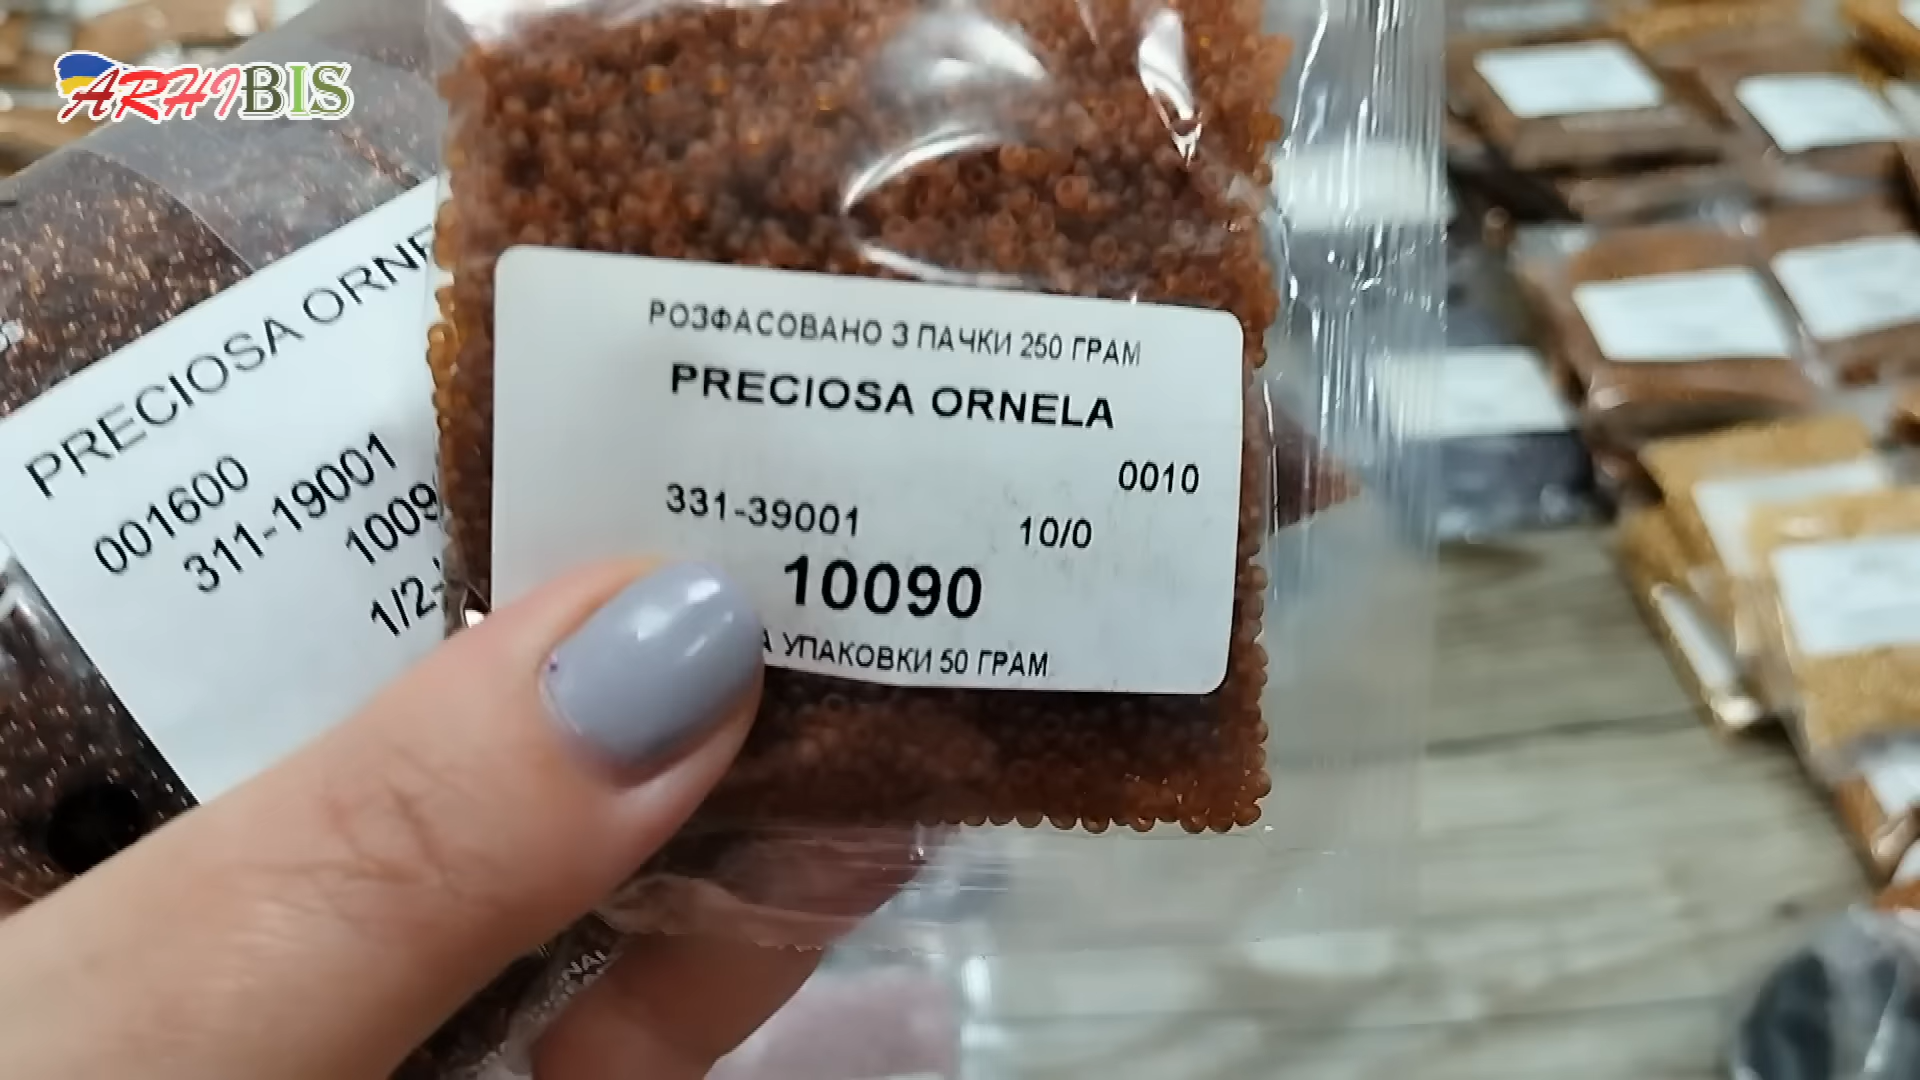 ARHIBIS
PRECIOSA ORNE
001600
311-19001
1009
1/2-
РОЗФАСОВАНО З ПАЧКИ 250 ГРАМ
PRECIOSA ORNELA
0010
331-39001 10/0
10090
А УПАКОВКИ 50 ГРАМ